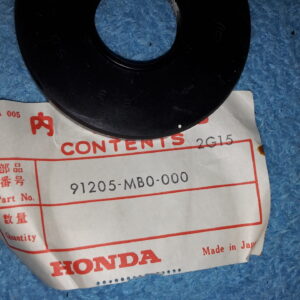 005
内
CONTENTS 2G15
部品
番号
Part No.
91205-MB0-000
数量
Quantity
HONDA
Made in Japan